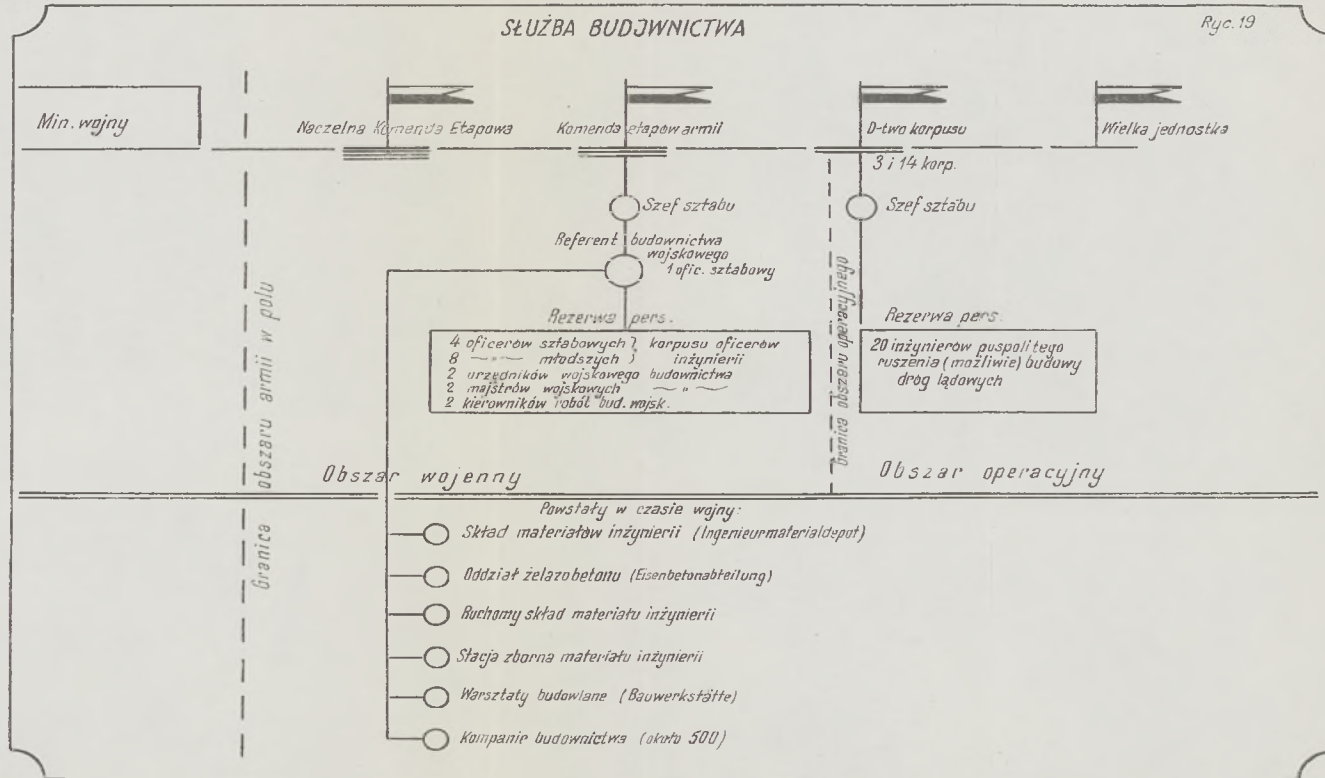 SŁUŻBA BUDOWNICTWA
Ryc. 19
Min. wojny
Naczelna Komenda Etapowa
Komenda etapów armii
D-two korpusu
Wielka jednostka
3 i 14 korp.
Szef sztabu
Szef sztabu
Referent budownictwa
wojskowego
1 ofic. sztabowy
Rezerwa pers.
4 oficerów sztabowych } korpusu oficerów
8 —„— młodszych } inżynierii
2 urzędników wojskowego budownictwa
2 majstrów wojskowych —„—
2 kierowników robót bud. wojsk.
Rezerwa pers.
20 inżynierów puspolitego
ruszenia (możliwie) budowy
dróg lądowych
Granica obszaru armii w polu
Granica obszaru operacyjnego
Obszar wojenny
Obszar operacyjny
Powstały w czasie wojny:
Skład materiałów inżynierii (Ingenieurmaterialdepot)
Oddział żelazobetonu (Eisenbetonabteilung)
Ruchomy skład materiału inżynierii
Stacja zborna materiału inżynierii
Warsztaty budowlane (Bauwerkstätte)
Kompanie budownictwa (około 500)